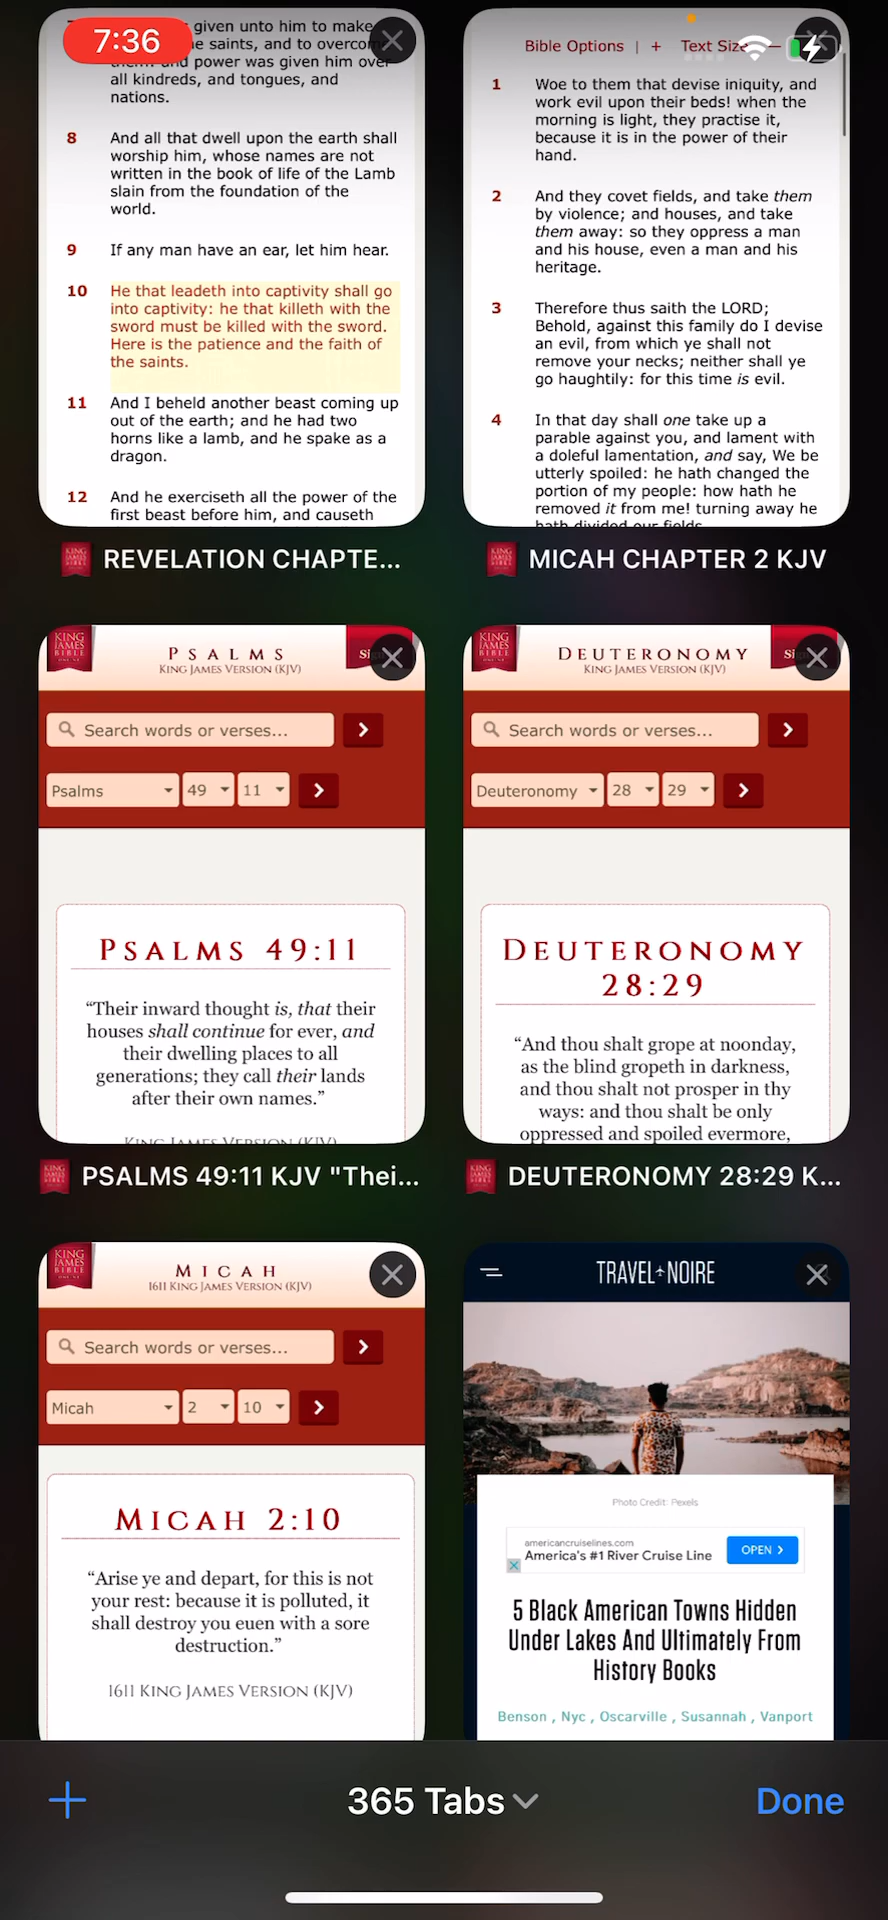 7:36
given unto him to make
e saints, and to overcom
and power was given him over
all kindreds, and tongues, and
nations.
8 And all that dwell upon the earth shall
worship him, whose names are not
written in the book of life of the Lamb
slain from the foundation of the
world.
9 If any man have an ear, let him hear.
10 He that leadeth into captivity shall go
into captivity: he that killeth with the
sword must be killed with the sword.
Here is the patience and the faith of
the saints.
11 And I beheld another beast coming up
out of the earth; and he had two
horns like a lamb, and he spake as a
dragon.
12 And he exerciseth all the power of the
first beast before him, and causeth
REVELATION CHAPTE...
Bible Options | + Text Size —
1 Woe to them that devise iniquity, and
work evil upon their beds! when the
morning is light, they practise it,
because it is in the power of their
hand.
2 And they covet fields, and take them
by violence; and houses, and take
them away: so they oppress a man
and his house, even a man and his
heritage.
3 Therefore thus saith the LORD;
Behold, against this family do I devise
an evil, from which ye shall not
remove your necks; neither shall ye
go haughtily: for this time is evil.
4 In that day shall one take up a
parable against you, and lament with
a doleful lamentation, and say, We be
utterly spoiled: he hath changed the
portion of my people: how hath he
removed it from me! turning away he
hath divided our fields.
MICAH CHAPTER 2 KJV
KING JAMES BIBLE
PSALMS
KING JAMES VERSION (KJV)
Si
Search words or verses...
Psalms 49 11
PSALMS 49:11
“Their inward thought is, that their
houses shall continue for ever, and
their dwelling places to all
generations; they call their lands
after their own names.”
KING JAMES VERSION (KJV)
PSALMS 49:11 KJV "Thei...
KING JAMES BIBLE
DEUTERONOMY
KING JAMES VERSION (KJV)
Si
Search words or verses...
Deuteronomy 28 29
DEUTERONOMY
28:29
“And thou shalt grope at noonday,
as the blind gropeth in darkness,
and thou shalt not prosper in thy
ways: and thou shalt be only
oppressed and spoiled evermore,
DEUTERONOMY 28:29 K...
KING JAMES BIBLE
MICAH
1611 KING JAMES VERSION (KJV)
Search words or verses...
Micah 2 10
MICAH 2:10
“Arise ye and depart, for this is not
your rest: because it is polluted, it
shall destroy you euen with a sore
destruction.”
1611 KING JAMES VERSION (KJV)
TRAVEL NOIRE
Photo Credit: Pexels
americancruiselines.com
America's #1 River Cruise Line
OPEN >
5 Black American Towns Hidden
Under Lakes And Ultimately From
History Books
Benson , Nyc , Oscarville , Susannah , Vanport
365 Tabs
Done